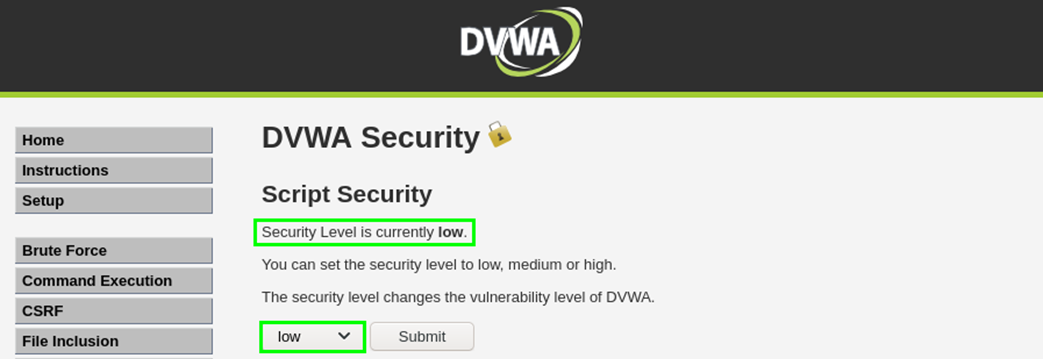 DVWA
Home
Instructions
Setup
Brute Force
Command Execution
CSRF
File Inclusion
DVWA Security
Script Security
Security Level is currently low.
You can set the security level to low, medium or high.
The security level changes the vulnerability level of DVWA.
low
Submit